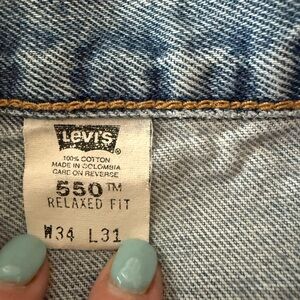 Levi's®
100% COTTON
MADE IN COLOMBIA
CARE ON REVERSE
550™
RELAXED FIT
W34 L31